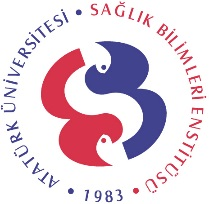 ATATÜRK ÜNİVERSİTESİ • SAĞLIK BİLİMLERİ ENSTİTÜSÜ
• 1983 •